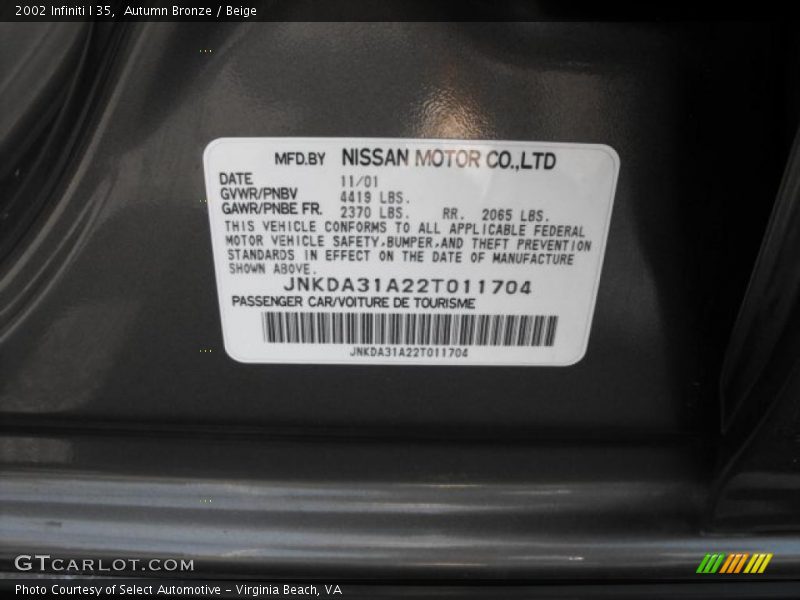 2002 Infiniti I 35,  Autumn Bronze / Beige
MFD.BY NISSAN MOTOR CO.,LTD
DATE 11/01
GVWR/PNBV 4419 LBS.
GAWR/PNBE FR. 2370 LBS. RR. 2065 LBS.
THIS VEHICLE CONFORMS TO ALL APPLICABLE FEDERAL
MOTOR VEHICLE SAFETY,BUMPER,AND THEFT PREVENTION
STANDARDS IN EFFECT ON THE DATE OF MANUFACTURE
SHOWN ABOVE.
JNKDA31A22T011704
PASSENGER CAR/VOITURE DE TOURISME
JNKDA31A22T011704
GTCARLOT.COM
Photo Courtesy of Select Automotive – Virginia Beach, VA